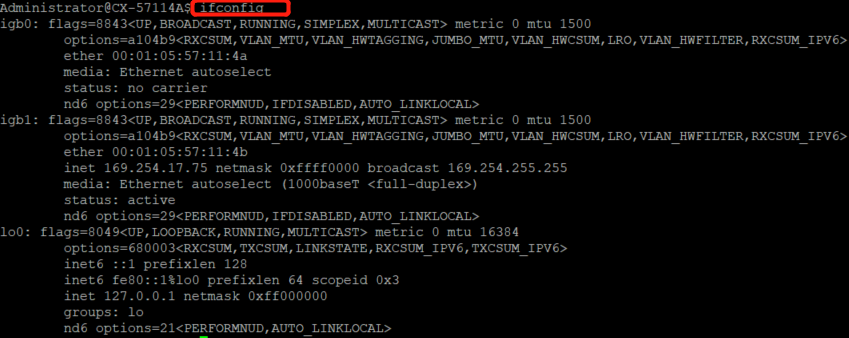 Administrator@CX-57114A$ ifconfig
igb0: flags=8843<UP,BROADCAST,RUNNING,SIMPLEX,MULTICAST> metric 0 mtu 1500
options=a104b9<RXCSUM,VLAN_MTU,VLAN_HWTAGGING,JUMBO_MTU,VLAN_HWCSUM,LRO,VLAN_HWFILTER,RXCSUM_IPV6>
ether 00:01:05:57:11:4a
media: Ethernet autoselect
status: no carrier
nd6 options=29<PERFORMNUD,IFDISABLED,AUTO_LINKLOCAL>
igb1: flags=8843<UP,BROADCAST,RUNNING,SIMPLEX,MULTICAST> metric 0 mtu 1500
options=a104b9<RXCSUM,VLAN_MTU,VLAN_HWTAGGING,JUMBO_MTU,VLAN_HWCSUM,LRO,VLAN_HWFILTER,RXCSUM_IPV6>
ether 00:01:05:57:11:4b
inet 169.254.17.75 netmask 0xffff0000 broadcast 169.254.255.255
media: Ethernet autoselect (1000baseT <full-duplex>)
status: active
nd6 options=29<PERFORMNUD,IFDISABLED,AUTO_LINKLOCAL>
lo0: flags=8049<UP,LOOPBACK,RUNNING,MULTICAST> metric 0 mtu 16384
options=680003<RXCSUM,TXCSUM,LINKSTATE,RXCSUM_IPV6,TXCSUM_IPV6>
inet6 ::1 prefixlen 128
inet6 fe80::1%lo0 prefixlen 64 scopeid 0x3
inet 127.0.0.1 netmask 0xff000000
groups: lo
nd6 options=21<PERFORMNUD,AUTO_LINKLOCAL>